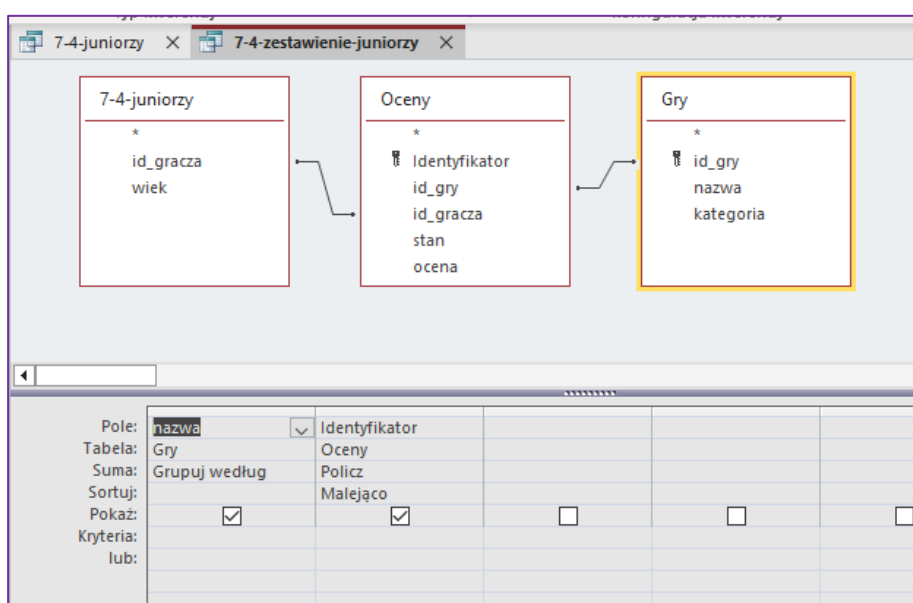 7-4-juniorzy
7-4-zestawienie-juniorzy
7-4-juniorzy
*
id_gracza
wiek
Oceny
*
Identyfikator
id_gry
id_gracza
stan
ocena
Gry
*
id_gry
nazwa
kategoria
Pole: nazwa Identyfikator
Tabela: Gry Oceny
Suma: Grupuj według Policz
Sortuj: Malejąco
Pokaż:
Kryteria:
lub: